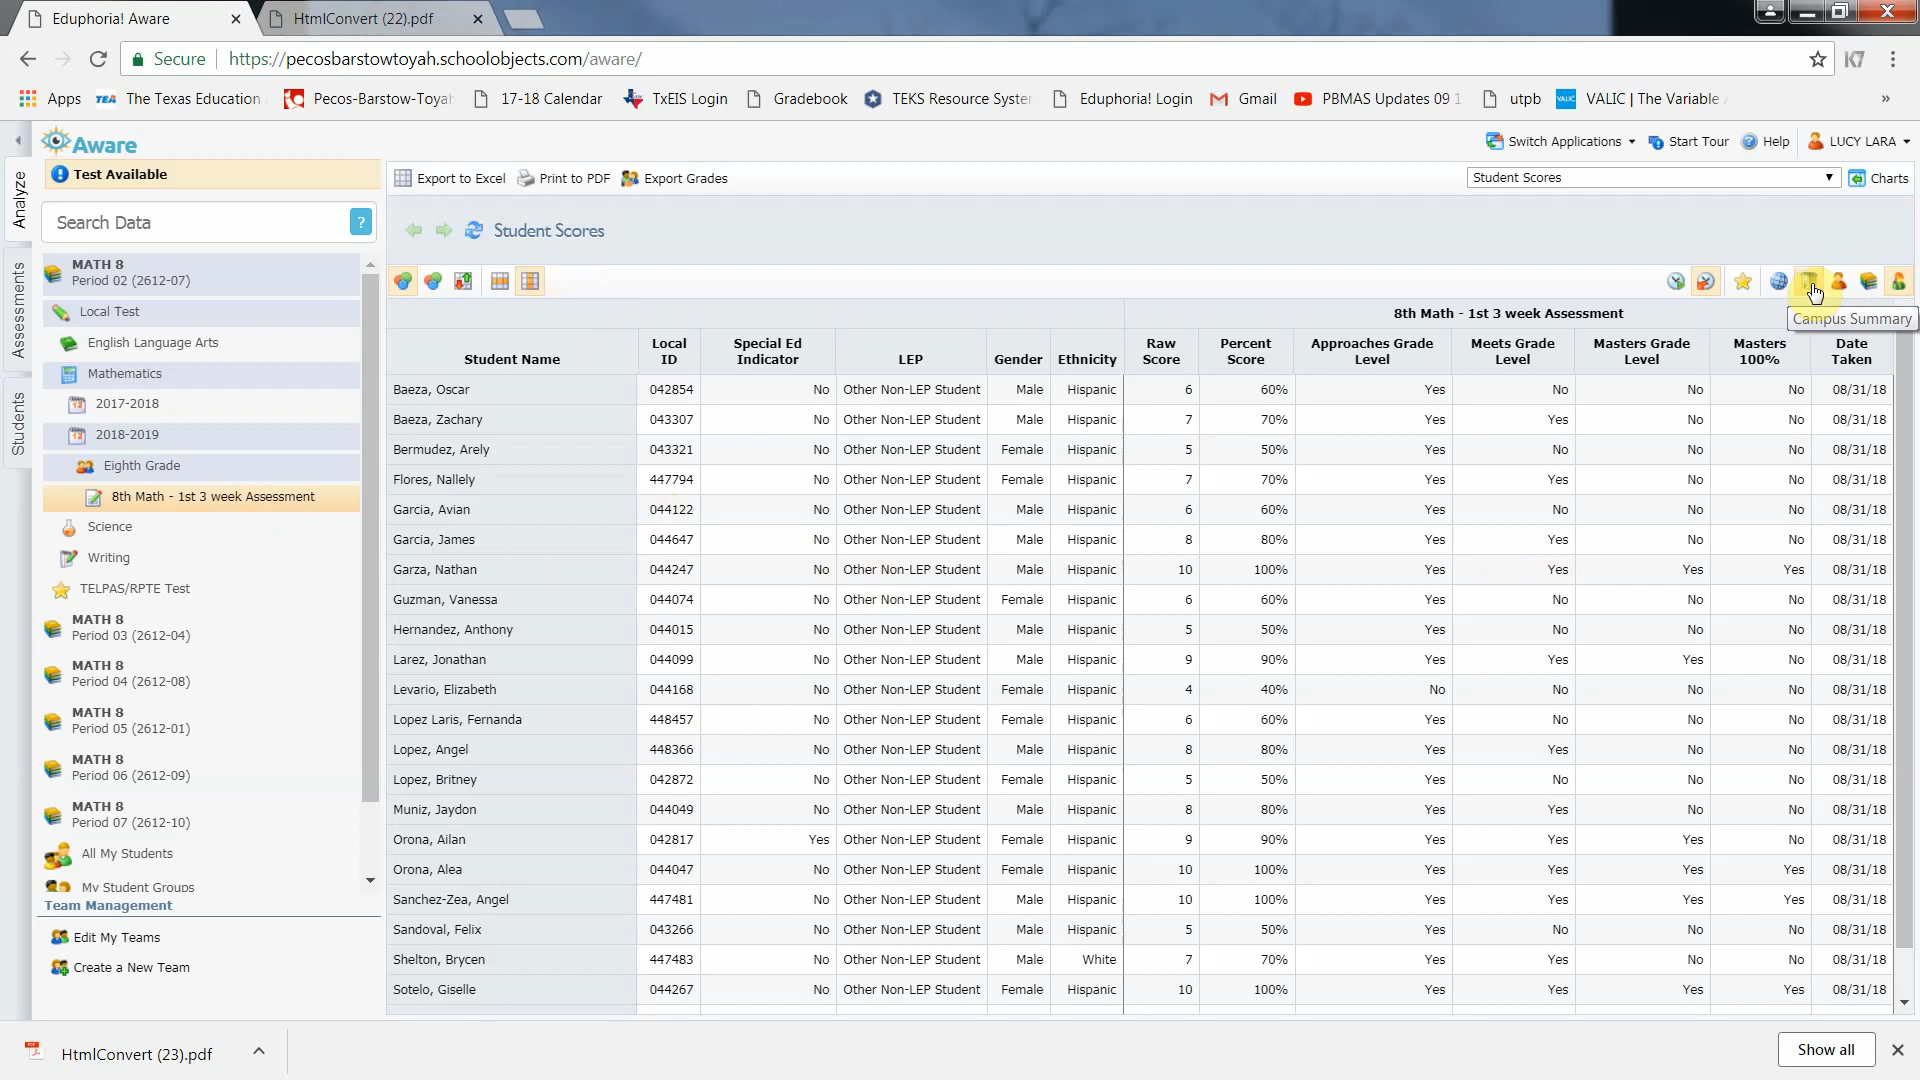 Eduphoria! Aware
HtmlConvert (22).pdf
Secure
https://pecosbarstowtoyah.schoolobjects.com/aware/
K7
Apps
TEA The Texas Education
Pecos-Barstow-Toyah
17-18 Calendar
TxEIS Login
Gradebook
TEKS Resource System
Eduphoria! Login
Gmail
PBMAS Updates 09 1
utpb
VALIC VALIC | The Variable
»
Analyze
Assessments
Students
Aware
Switch Applications
Start Tour
Help
LUCY LARA
Test Available
Search Data
?
Export to Excel
Print to PDF
Export Grades
Student Scores
Charts
Student Scores
MATH 8
Period 02 (2612-07)
Local Test
English Language Arts
Mathematics
2017-2018
2018-2019
Eighth Grade
8th Math - 1st 3 week Assessment
Science
Writing
TELPAS/RPTE Test
MATH 8
Period 03 (2612-04)
MATH 8
Period 04 (2612-08)
MATH 8
Period 05 (2612-01)
MATH 8
Period 06 (2612-09)
MATH 8
Period 07 (2612-10)
All My Students
My Student Groups
Team Management
Edit My Teams
Create a New Team
Campus Summary
8th Math - 1st 3 week Assessment
Student Name Local ID Special Ed Indicator LEP Gender Ethnicity Raw Score Percent Score Approaches Grade Level Meets Grade Level Masters Grade Level Masters 100% Date Taken
Baeza, Oscar 042854 No Other Non-LEP Student Male Hispanic 6 60% Yes No No No 08/31/18
Baeza, Zachary 043307 No Other Non-LEP Student Male Hispanic 7 70% Yes Yes No No 08/31/18
Bermudez, Arely 043321 No Other Non-LEP Student Female Hispanic 5 50% Yes No No No 08/31/18
Flores, Nallely 447794 No Other Non-LEP Student Female Hispanic 7 70% Yes Yes No No 08/31/18
Garcia, Avian 044122 No Other Non-LEP Student Male Hispanic 6 60% Yes No No No 08/31/18
Garcia, James 044647 No Other Non-LEP Student Male Hispanic 8 80% Yes Yes No No 08/31/18
Garza, Nathan 044247 No Other Non-LEP Student Male Hispanic 10 100% Yes Yes Yes Yes 08/31/18
Guzman, Vanessa 044074 No Other Non-LEP Student Female Hispanic 6 60% Yes No No No 08/31/18
Hernandez, Anthony 044015 No Other Non-LEP Student Male Hispanic 5 50% Yes No No No 08/31/18
Larez, Jonathan 044099 No Other Non-LEP Student Male Hispanic 9 90% Yes Yes Yes No 08/31/18
Levario, Elizabeth 044168 No Other Non-LEP Student Female Hispanic 4 40% No No No No 08/31/18
Lopez Laris, Fernanda 448457 No Other Non-LEP Student Female Hispanic 6 60% Yes No No No 08/31/18
Lopez, Angel 448366 No Other Non-LEP Student Male Hispanic 8 80% Yes Yes No No 08/31/18
Lopez, Britney 042872 No Other Non-LEP Student Female Hispanic 5 50% Yes No No No 08/31/18
Muniz, Jaydon 044049 No Other Non-LEP Student Male Hispanic 8 80% Yes Yes No No 08/31/18
Orona, Ailan 042817 Yes Other Non-LEP Student Female Hispanic 9 90% Yes Yes Yes No 08/31/18
Orona, Alea 044047 No Other Non-LEP Student Female Hispanic 10 100% Yes Yes Yes Yes 08/31/18
Sanchez-Zea, Angel 447481 No Other Non-LEP Student Male Hispanic 10 100% Yes Yes Yes Yes 08/31/18
Sandoval, Felix 043266 No Other Non-LEP Student Male Hispanic 5 50% Yes No No No 08/31/18
Shelton, Brycen 447483 No Other Non-LEP Student Male White 7 70% Yes Yes No No 08/31/18
Sotelo, Giselle 044267 No Other Non-LEP Student Female Hispanic 10 100% Yes Yes Yes Yes 08/31/18
HtmlConvert (23).pdf
Show all